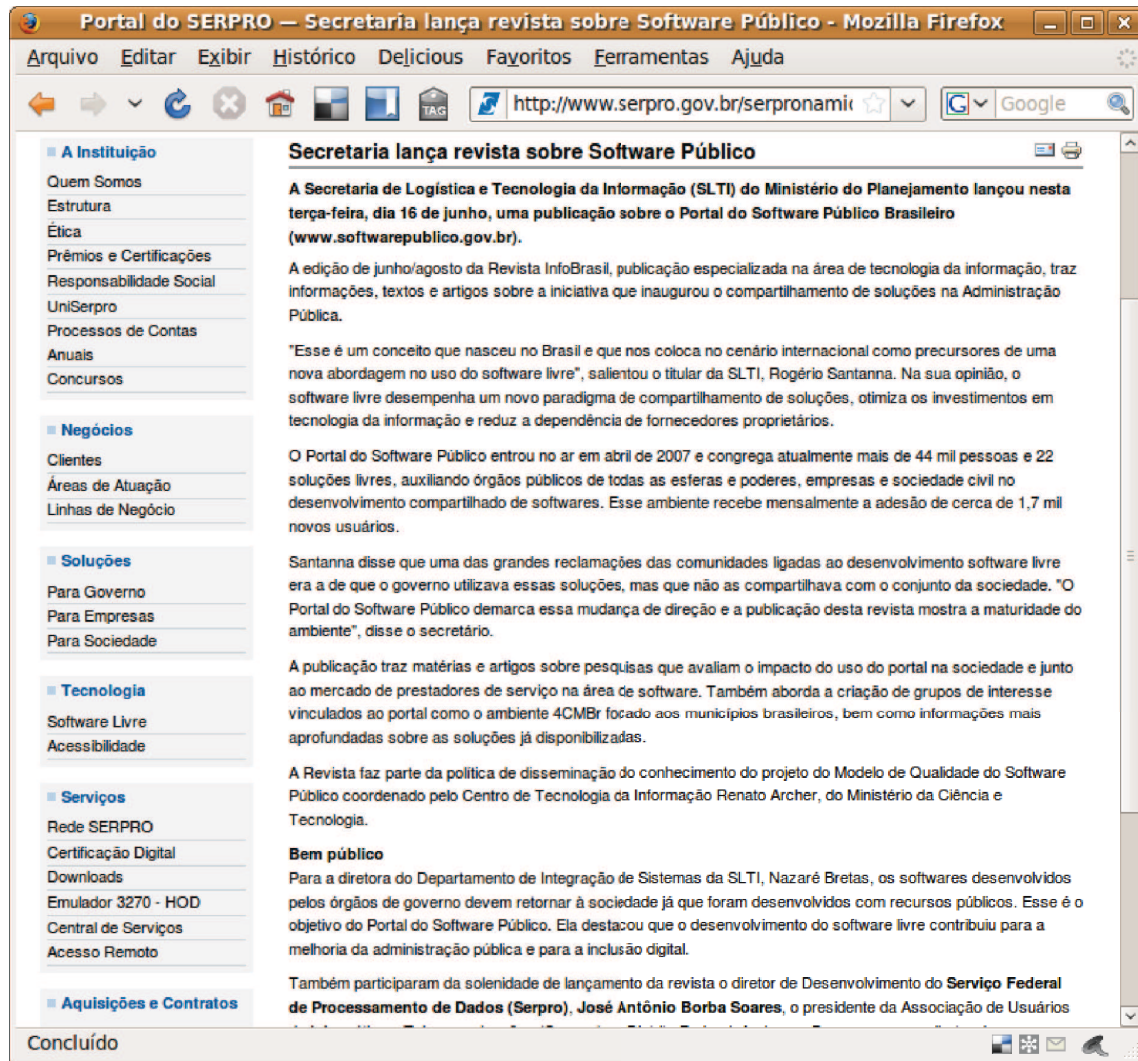 Portal do SERPRO — Secretaria lança revista sobre Software Público - Mozilla Firefox
Arquivo Editar Exibir Histórico Delicious Favoritos Ferramentas Ajuda
TAG
http://www.serpro.gov.br/serpronami
G
Google
A Instituição
Quem Somos
Estrutura
Ética
Prêmios e Certificações
Responsabilidade Social
UniSerpro
Processos de Contas
Anuais
Concursos
Negócios
Clientes
Áreas de Atuação
Linhas de Negócio
Soluções
Para Governo
Para Empresas
Para Sociedade
Tecnologia
Software Livre
Acessibilidade
Serviços
Rede SERPRO
Certificação Digital
Downloads
Emulador 3270 - HOD
Central de Serviços
Acesso Remoto
Aquisições e Contratos
Secretaria lança revista sobre Software Público
A Secretaria de Logística e Tecnologia da Informação (SLTI) do Ministério do Planejamento lançou nesta
terça-feira, dia 16 de junho, uma publicação sobre o Portal do Software Público Brasileiro
(www.softwarepublico.gov.br).
A edição de junho/agosto da Revista InfoBrasil, publicação especializada na área de tecnologia da informação, traz
informações, textos e artigos sobre a iniciativa que inaugurou o compartilhamento de soluções na Administração
Pública.
"Esse é um conceito que nasceu no Brasil e que nos coloca no cenário internacional como precursores de uma
nova abordagem no uso do software livre", salientou o titular da SLTI, Rogério Santanna. Na sua opinião, o
software livre desempenha um novo paradigma de compartilhamento de soluções, otimiza os investimentos em
tecnologia da informação e reduz a dependência de fornecedores proprietários.
O Portal do Software Público entrou no ar em abril de 2007 e congrega atualmente mais de 44 mil pessoas e 22
soluções livres, auxiliando órgãos públicos de todas as esferas e poderes, empresas e sociedade civil no
desenvolvimento compartilhado de softwares. Esse ambiente recebe mensalmente a adesão de cerca de 1,7 mil
novos usuários.
Santanna disse que uma das grandes reclamações das comunidades ligadas ao desenvolvimento software livre
era a de que o governo utilizava essas soluções, mas que não as compartilhava com o conjunto da sociedade. "O
Portal do Software Público demarca essa mudança de direção e a publicação desta revista mostra a maturidade do
ambiente", disse o secretário.
A publicação traz matérias e artigos sobre pesquisas que avaliam o impacto do uso do portal na sociedade e junto
ao mercado de prestadores de serviço na área de software. Também aborda a criação de grupos de interesse
vinculados ao portal como o ambiente 4CMBr focado aos municípios brasileiros, bem como informações mais
aprofundadas sobre as soluções já disponibilizadas.
A Revista faz parte da política de disseminação do conhecimento do projeto do Modelo de Qualidade do Software
Público coordenado pelo Centro de Tecnologia da Informação Renato Archer, do Ministério da Ciência e
Tecnologia.
Bem público
Para a diretora do Departamento de Integração de Sistemas da SLTI, Nazaré Bretas, os softwares desenvolvidos
pelos órgãos de governo devem retornar à sociedade já que foram desenvolvidos com recursos públicos. Esse é o
objetivo do Portal do Software Público. Ela destacou que o desenvolvimento do software livre contribuiu para a
melhoria da administração pública e para a inclusão digital.
Também participaram da solenidade de lançamento da revista o diretor de Desenvolvimento do Serviço Federal
de Processamento de Dados (Serpro), José Antônio Borba Soares, o presidente da Associação de Usuários
Concluído